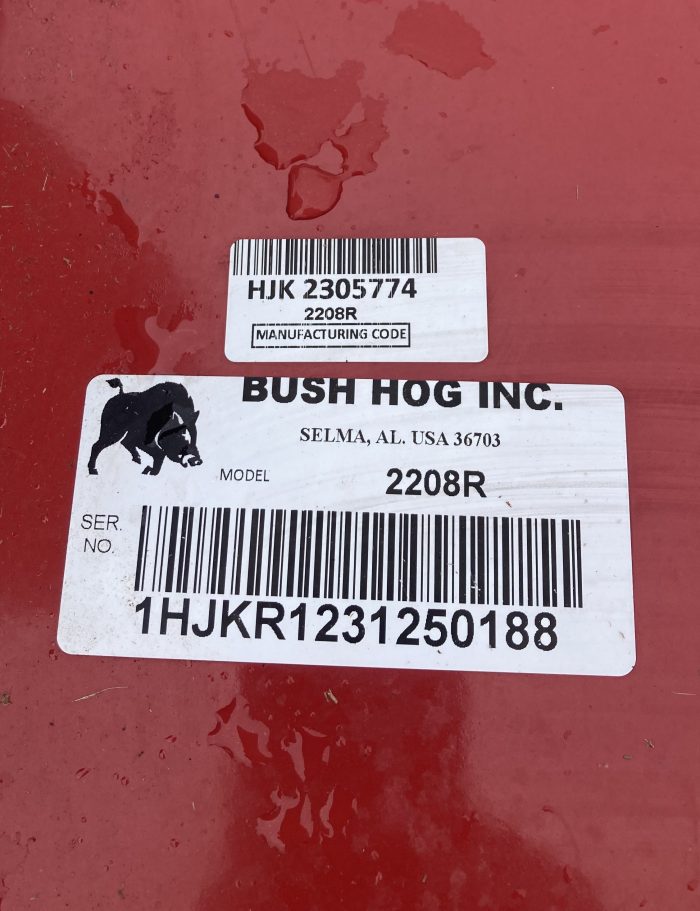 HJK 2305774
2208R
MANUFACTURING CODE
BUSH HOG INC.
SELMA, AL. USA 36703
MODEL 2208R
SER.
NO.
1HJKR1231250188